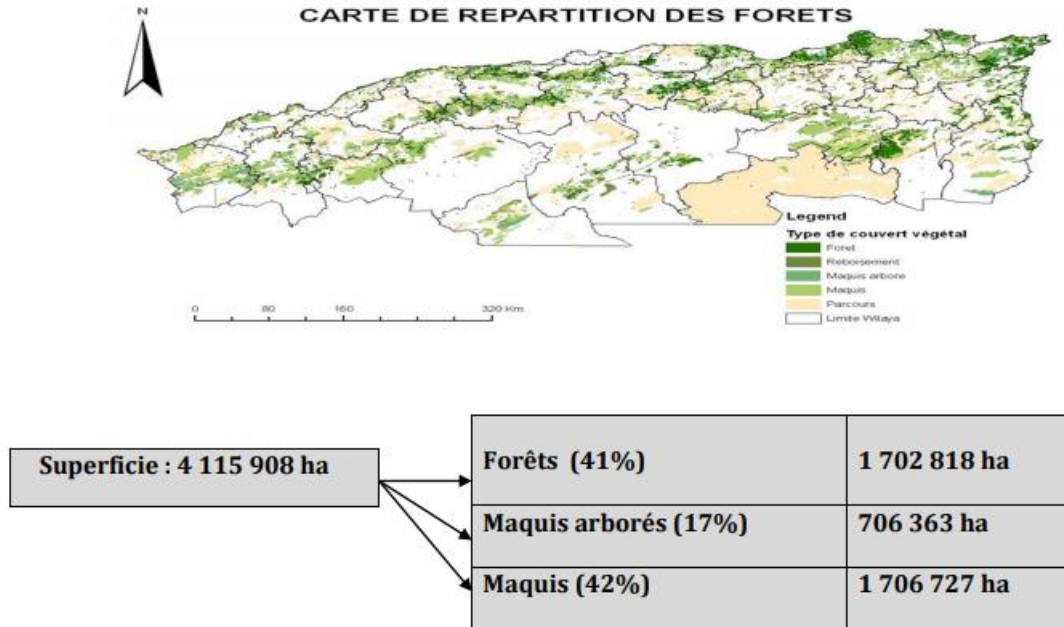 N
CARTE DE REPARTITION DES FORETS
Legend
Type de couvert végétal
Foret
Reboisement
Maquis arbore
Maquis
Parcours
Limite Wilaya
0 80 160 320 Km
Superficie : 4 115 908 ha
Forêts (41%) 1 702 818 ha
Maquis arborés (17%) 706 363 ha
Maquis (42%) 1 706 727 ha